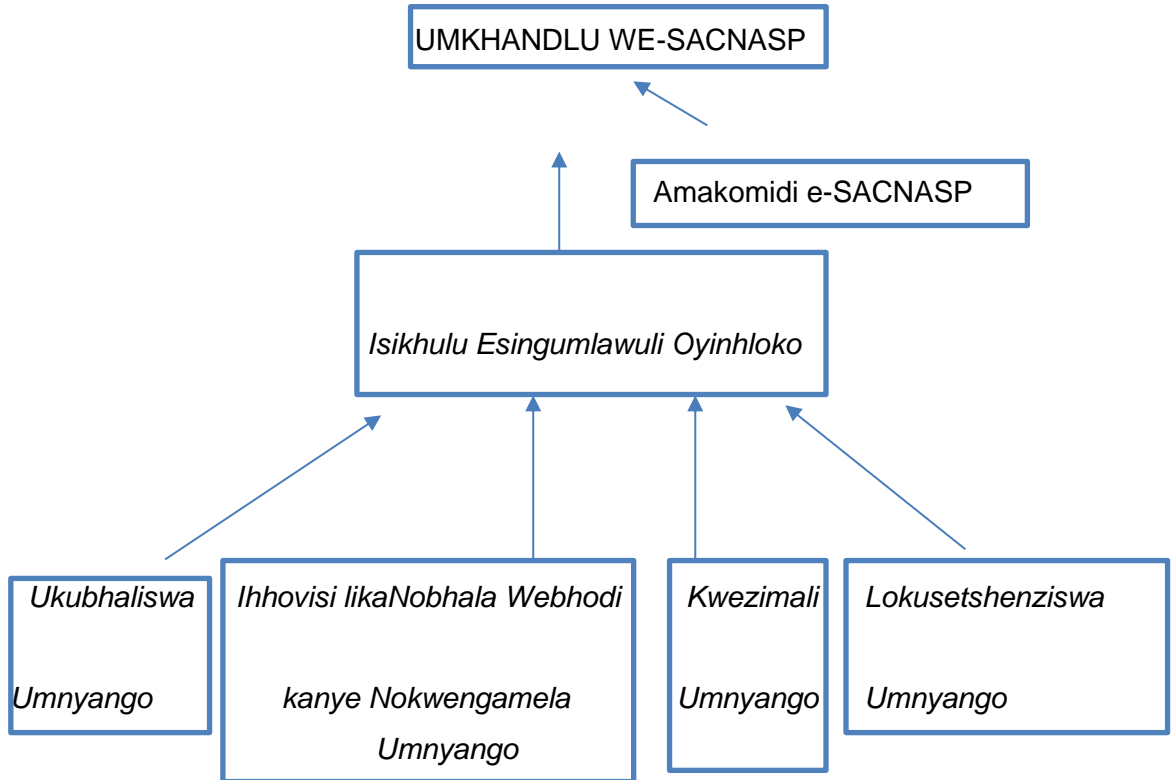 UMKHANDLU WE-SACNASP
Amakomidi e-SACNASP
Isikhulu Esingumlawuli Oyinhloko
Ukubhaliswa
Umnyango
Ihhovisi likaNobhala Webhodi
kanye Nokwengamela
Umnyango
Kwezimali
Umnyango
Lokusetshenziswa
Umnyango